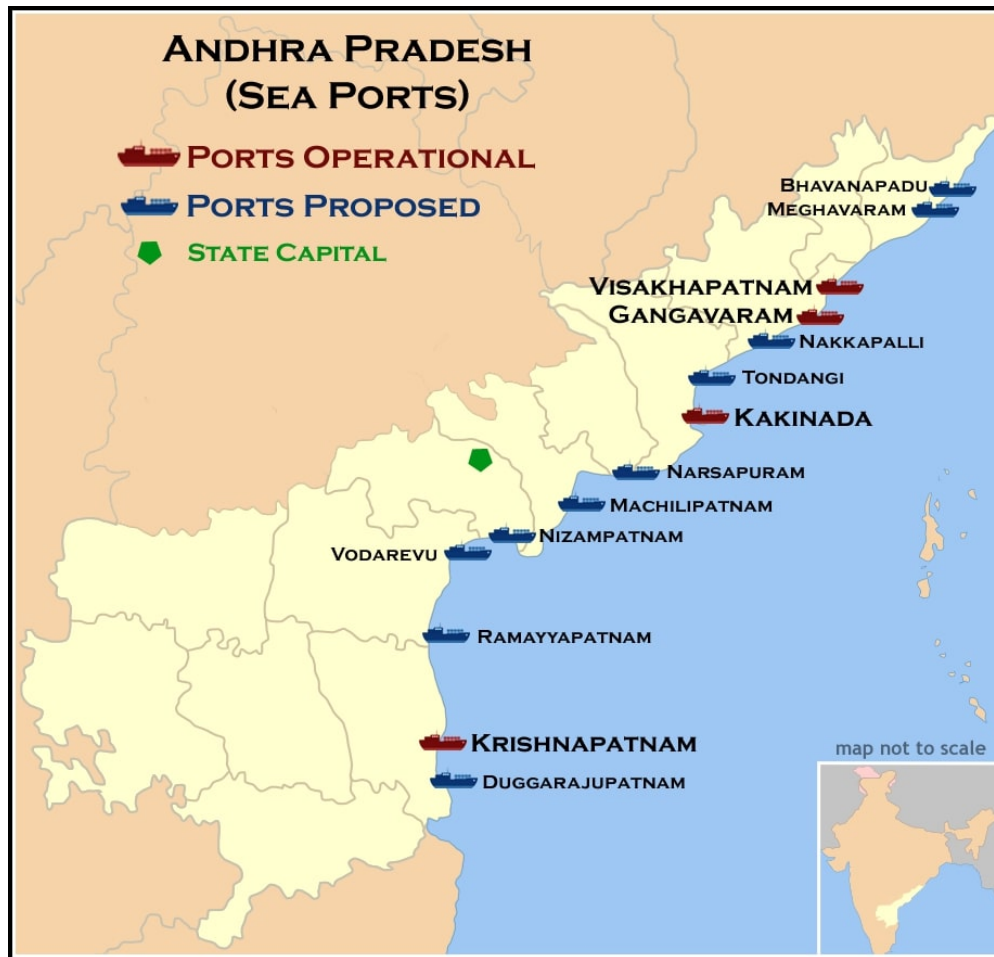 ANDHRA PRADESH
(SEA PORTS)
PORTS OPERATIONAL
PORTS PROPOSED
STATE CAPITAL
BHAVANAPADU
MEGHAVARAM
VISAKHAPATNAM
GANGAVARAM
NAKKAPALLI
TONDANGI
KAKINADA
NARSAPURAM
MACHILIPATNAM
NIZAMPATNAM
VODAREVU
RAMAYYAPATNAM
KRISHNAPATNAM
DUGGARAJUPATNAM
map not to scale